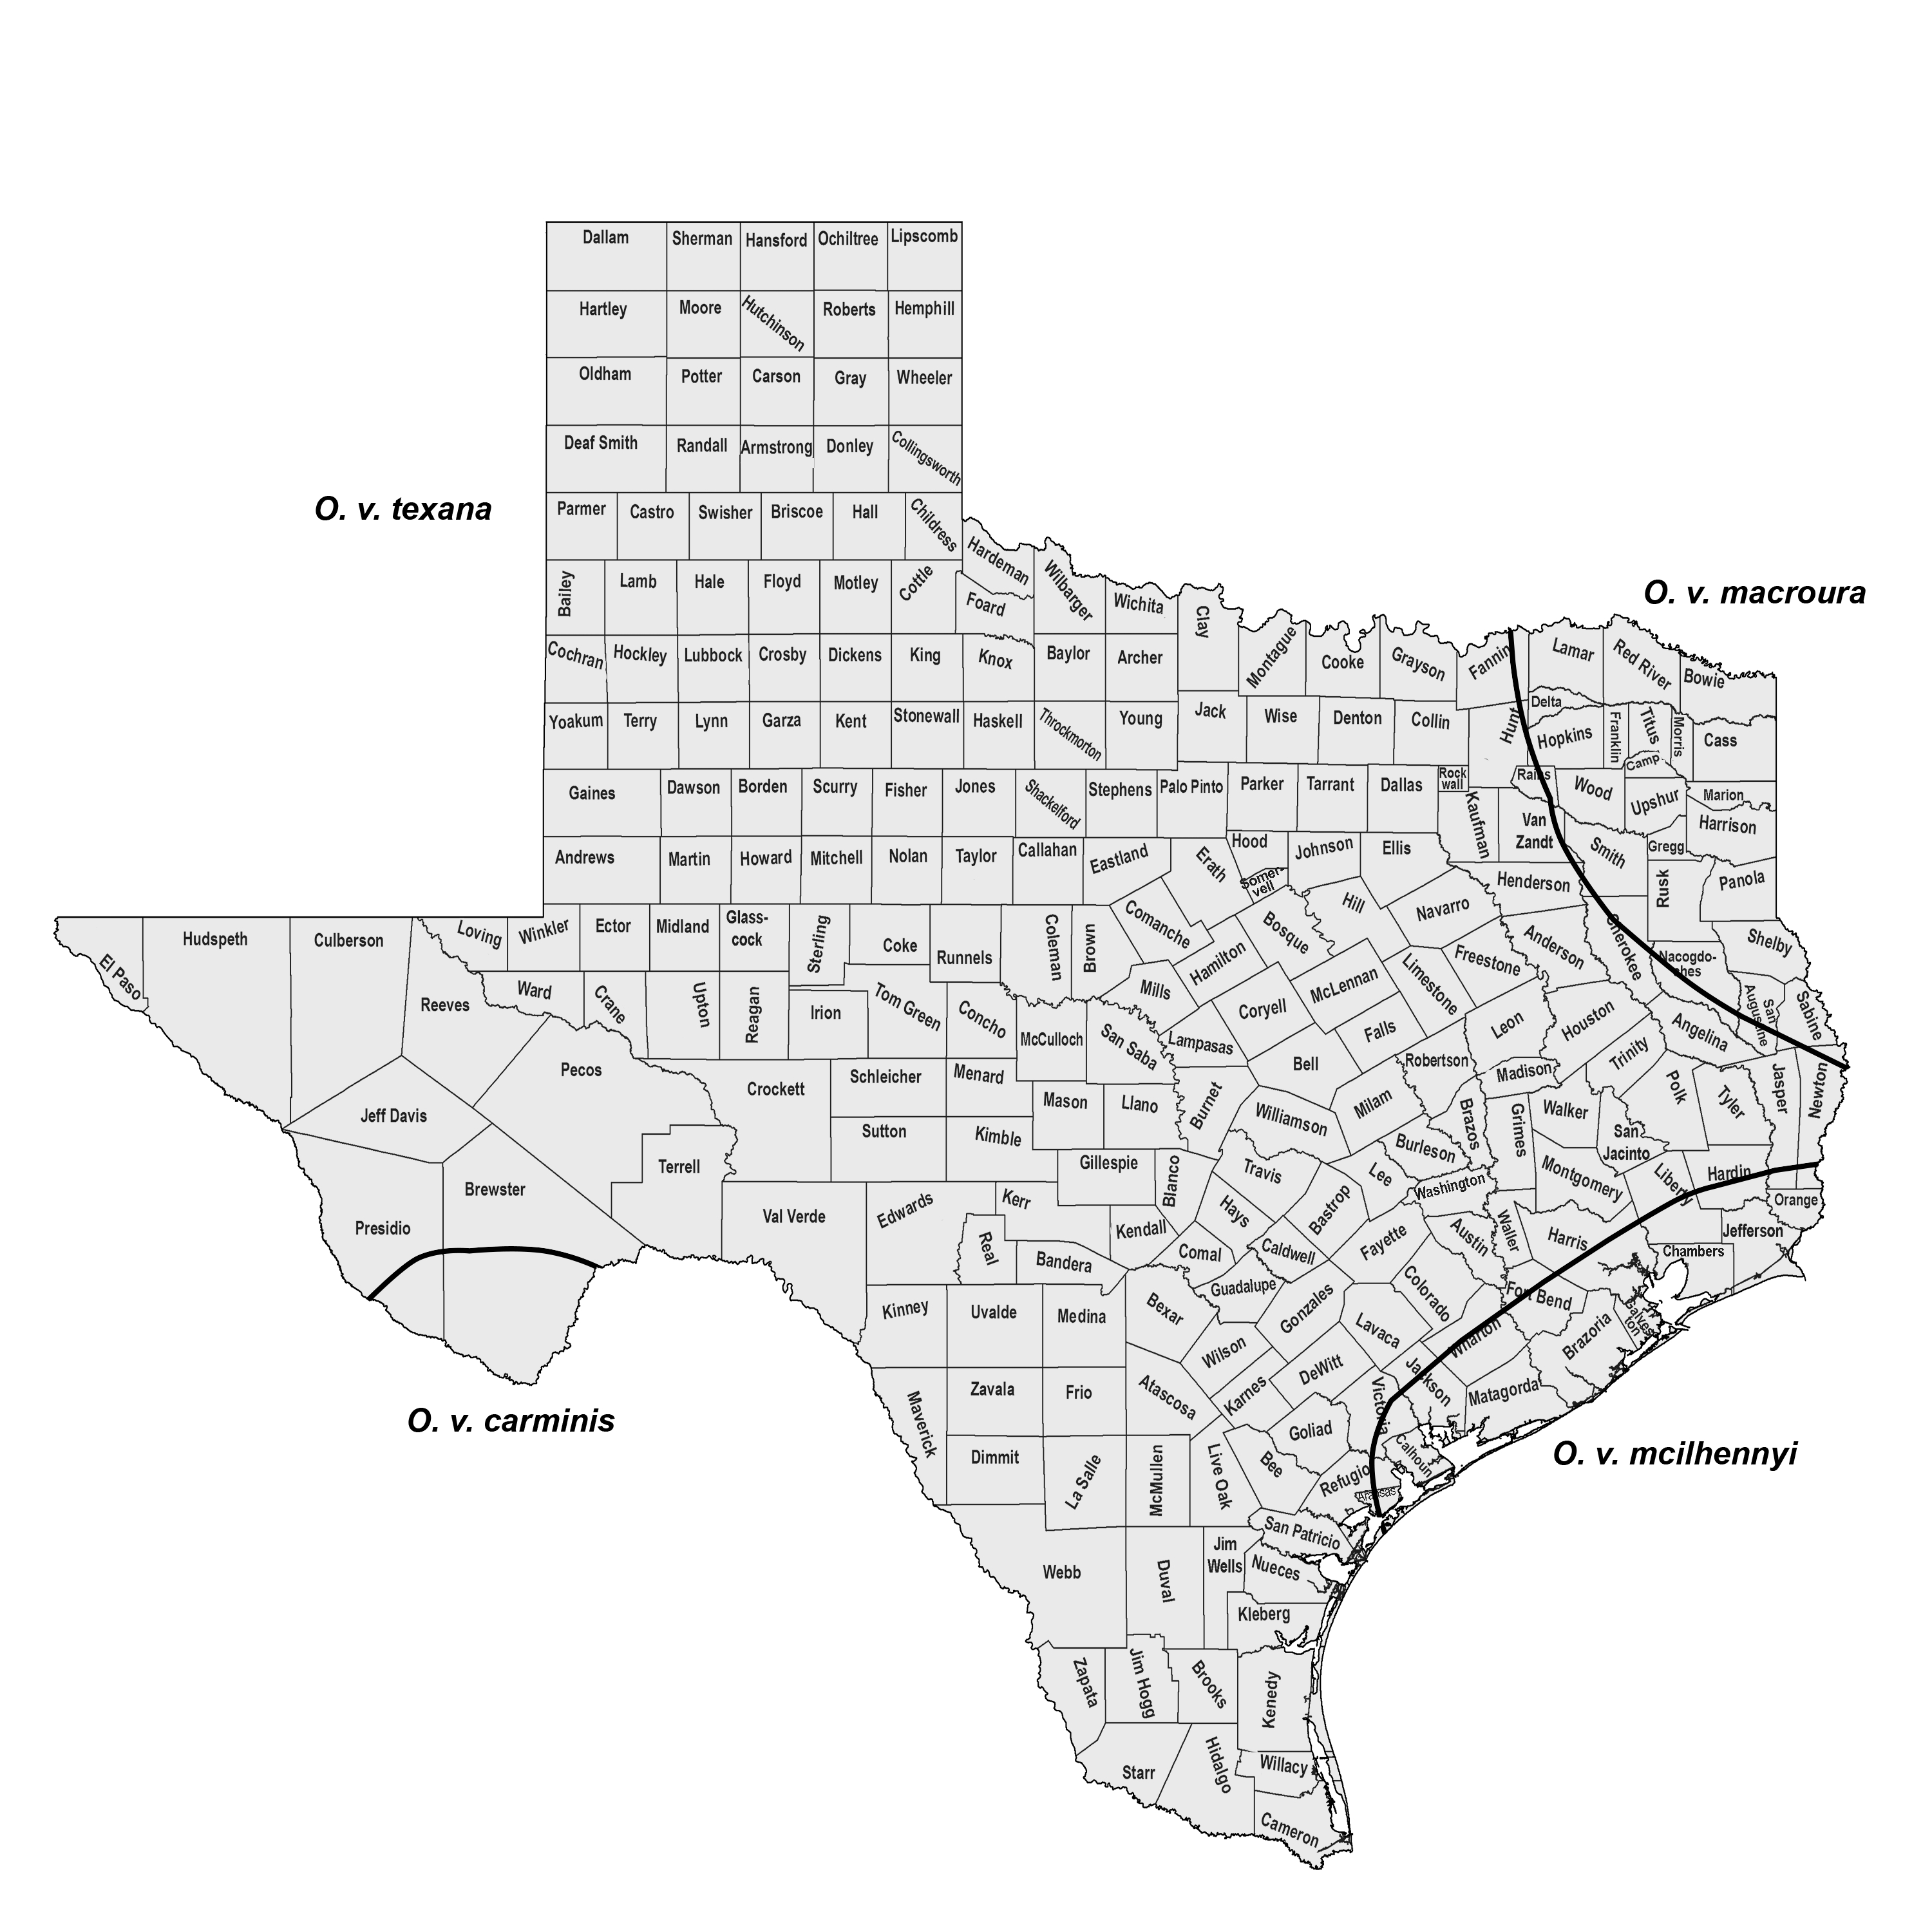 Dallam
Sherman
Hansford
Ochiltree
Lipscomb
Hartley
Moore
Hutchinson
Roberts
Hemphill
Oldham
Potter
Carson
Gray
Wheeler
Deaf Smith
Randall
Armstrong
Donley
Collingsworth
O. v. texana
Parmer
Castro
Swisher
Briscoe
Hall
Childress
Hardeman
Bailey
Lamb
Hale
Floyd
Motley
Cottle
Foard
Wilbarger
Wichita
Clay
Montague
Cooke
Grayson
Fannin
Lamar
Red River
Bowie
O. v. macroura
Cochran
Hockley
Lubbock
Crosby
Dickens
King
Knox
Baylor
Archer
Yoakum
Terry
Lynn
Garza
Kent
Stonewall
Haskell
Throckmorton
Young
Jack
Wise
Denton
Collin
Hunt
Delta
Hopkins
Franklin
Titus
Morris
Cass
Camp
Gaines
Dawson
Borden
Scurry
Fisher
Jones
Shackelford
Stephens
Palo Pinto
Parker
Tarrant
Dallas
Rock
wall
Kaufman
Rains
Wood
Upshur
Marion
Harrison
Van
Zandt
Smith
Gregg
Andrews
Martin
Howard
Mitchell
Nolan
Taylor
Callahan
Eastland
Erath
Hood
Somer-
vell
Johnson
Ellis
Henderson
Rusk
Panola
El Paso
Hudspeth
Culberson
Loving
Winkler
Ector
Midland
Glass-
cock
Sterling
Coke
Runnels
Coleman
Brown
Comanche
Hamilton
Bosque
Hill
Navarro
Freestone
Anderson
Cherokee
Nacogdo-
ches
Shelby
Reeves
Ward
Crane
Upton
Reagan
Irion
Tom Green
Concho
McCulloch
San Saba
Mills
Lampasas
Coryell
McLennan
Limestone
Falls
Bell
Robertson
Leon
Houston
Trinity
Angelina
San
Augustine
Sabine
Jeff Davis
Pecos
Crockett
Schleicher
Menard
Mason
Llano
Burnet
Williamson
Milam
Brazos
Madison
Grimes
Walker
San
Jacinto
Polk
Tyler
Jasper
Newton
Terrell
Sutton
Kimble
Gillespie
Blanco
Travis
Lee
Burleson
Washington
Montgomery
Liberty
Hardin
Orange
Jefferson
Chambers
Presidio
Brewster
Val Verde
Edwards
Kerr
Real
Kendall
Bandera
Comal
Hays
Caldwell
Bastrop
Fayette
Austin
Waller
Harris
Galves
ton
Kinney
Uvalde
Medina
Bexar
Guadalupe
Gonzales
Lavaca
Colorado
Fort Bend
Wharton
Brazoria
Matagorda
Jackson
O. v. carminis
Maverick
Zavala
Frio
Atascosa
Wilson
Karnes
DeWitt
Victoria
Goliad
Calhoun
O. v. mcilhennyi
Dimmit
La Salle
McMullen
Live Oak
Bee
Refugio
Aransas
San Patricio
Webb
Duval
Jim
Wells
Nueces
Kleberg
Zapata
Jim Hogg
Brooks
Kenedy
Starr
Hidalgo
Willacy
Cameron